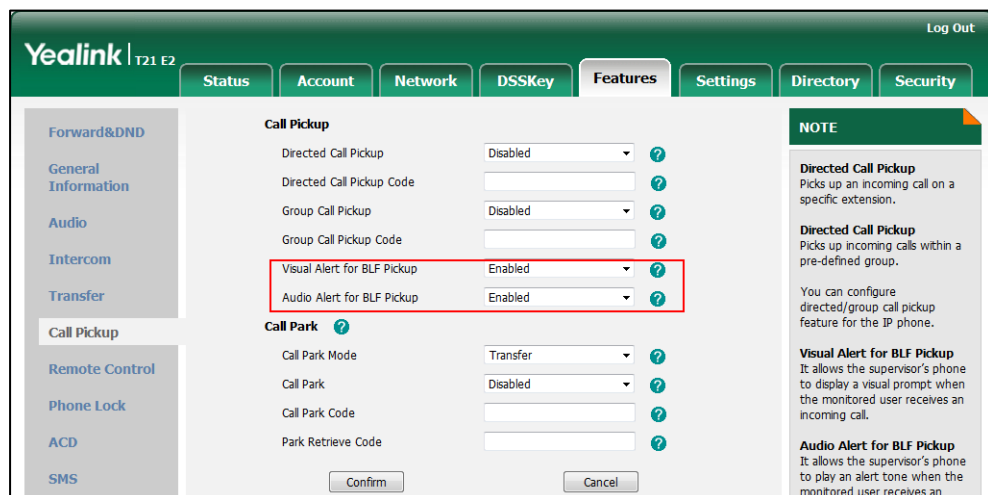 Log Out
Yealink | T21 E2
Status Account Network DSSKey Features Settings Directory Security
Forward&DND
General
Information
Audio
Intercom
Transfer
Call Pickup
Remote Control
Phone Lock
ACD
SMS
Call Pickup
Directed Call Pickup Disabled ?
Directed Call Pickup Code ?
Group Call Pickup Disabled ?
Group Call Pickup Code ?
Visual Alert for BLF Pickup Enabled ?
Audio Alert for BLF Pickup Enabled ?
Call Park ?
Call Park Mode Transfer ?
Call Park Disabled ?
Call Park Code ?
Park Retrieve Code ?
Confirm Cancel
NOTE
Directed Call Pickup
Picks up an incoming call on a
specific extension.
Directed Call Pickup
Picks up incoming calls within a
pre-defined group.
You can configure
directed/group call pickup
feature for the IP phone.
Visual Alert for BLF Pickup
It allows the supervisor's phone
to display a visual prompt when
the monitored user receives an
incoming call.
Audio Alert for BLF Pickup
It allows the supervisor's phone
to play an alert tone when the
monitored user receives an